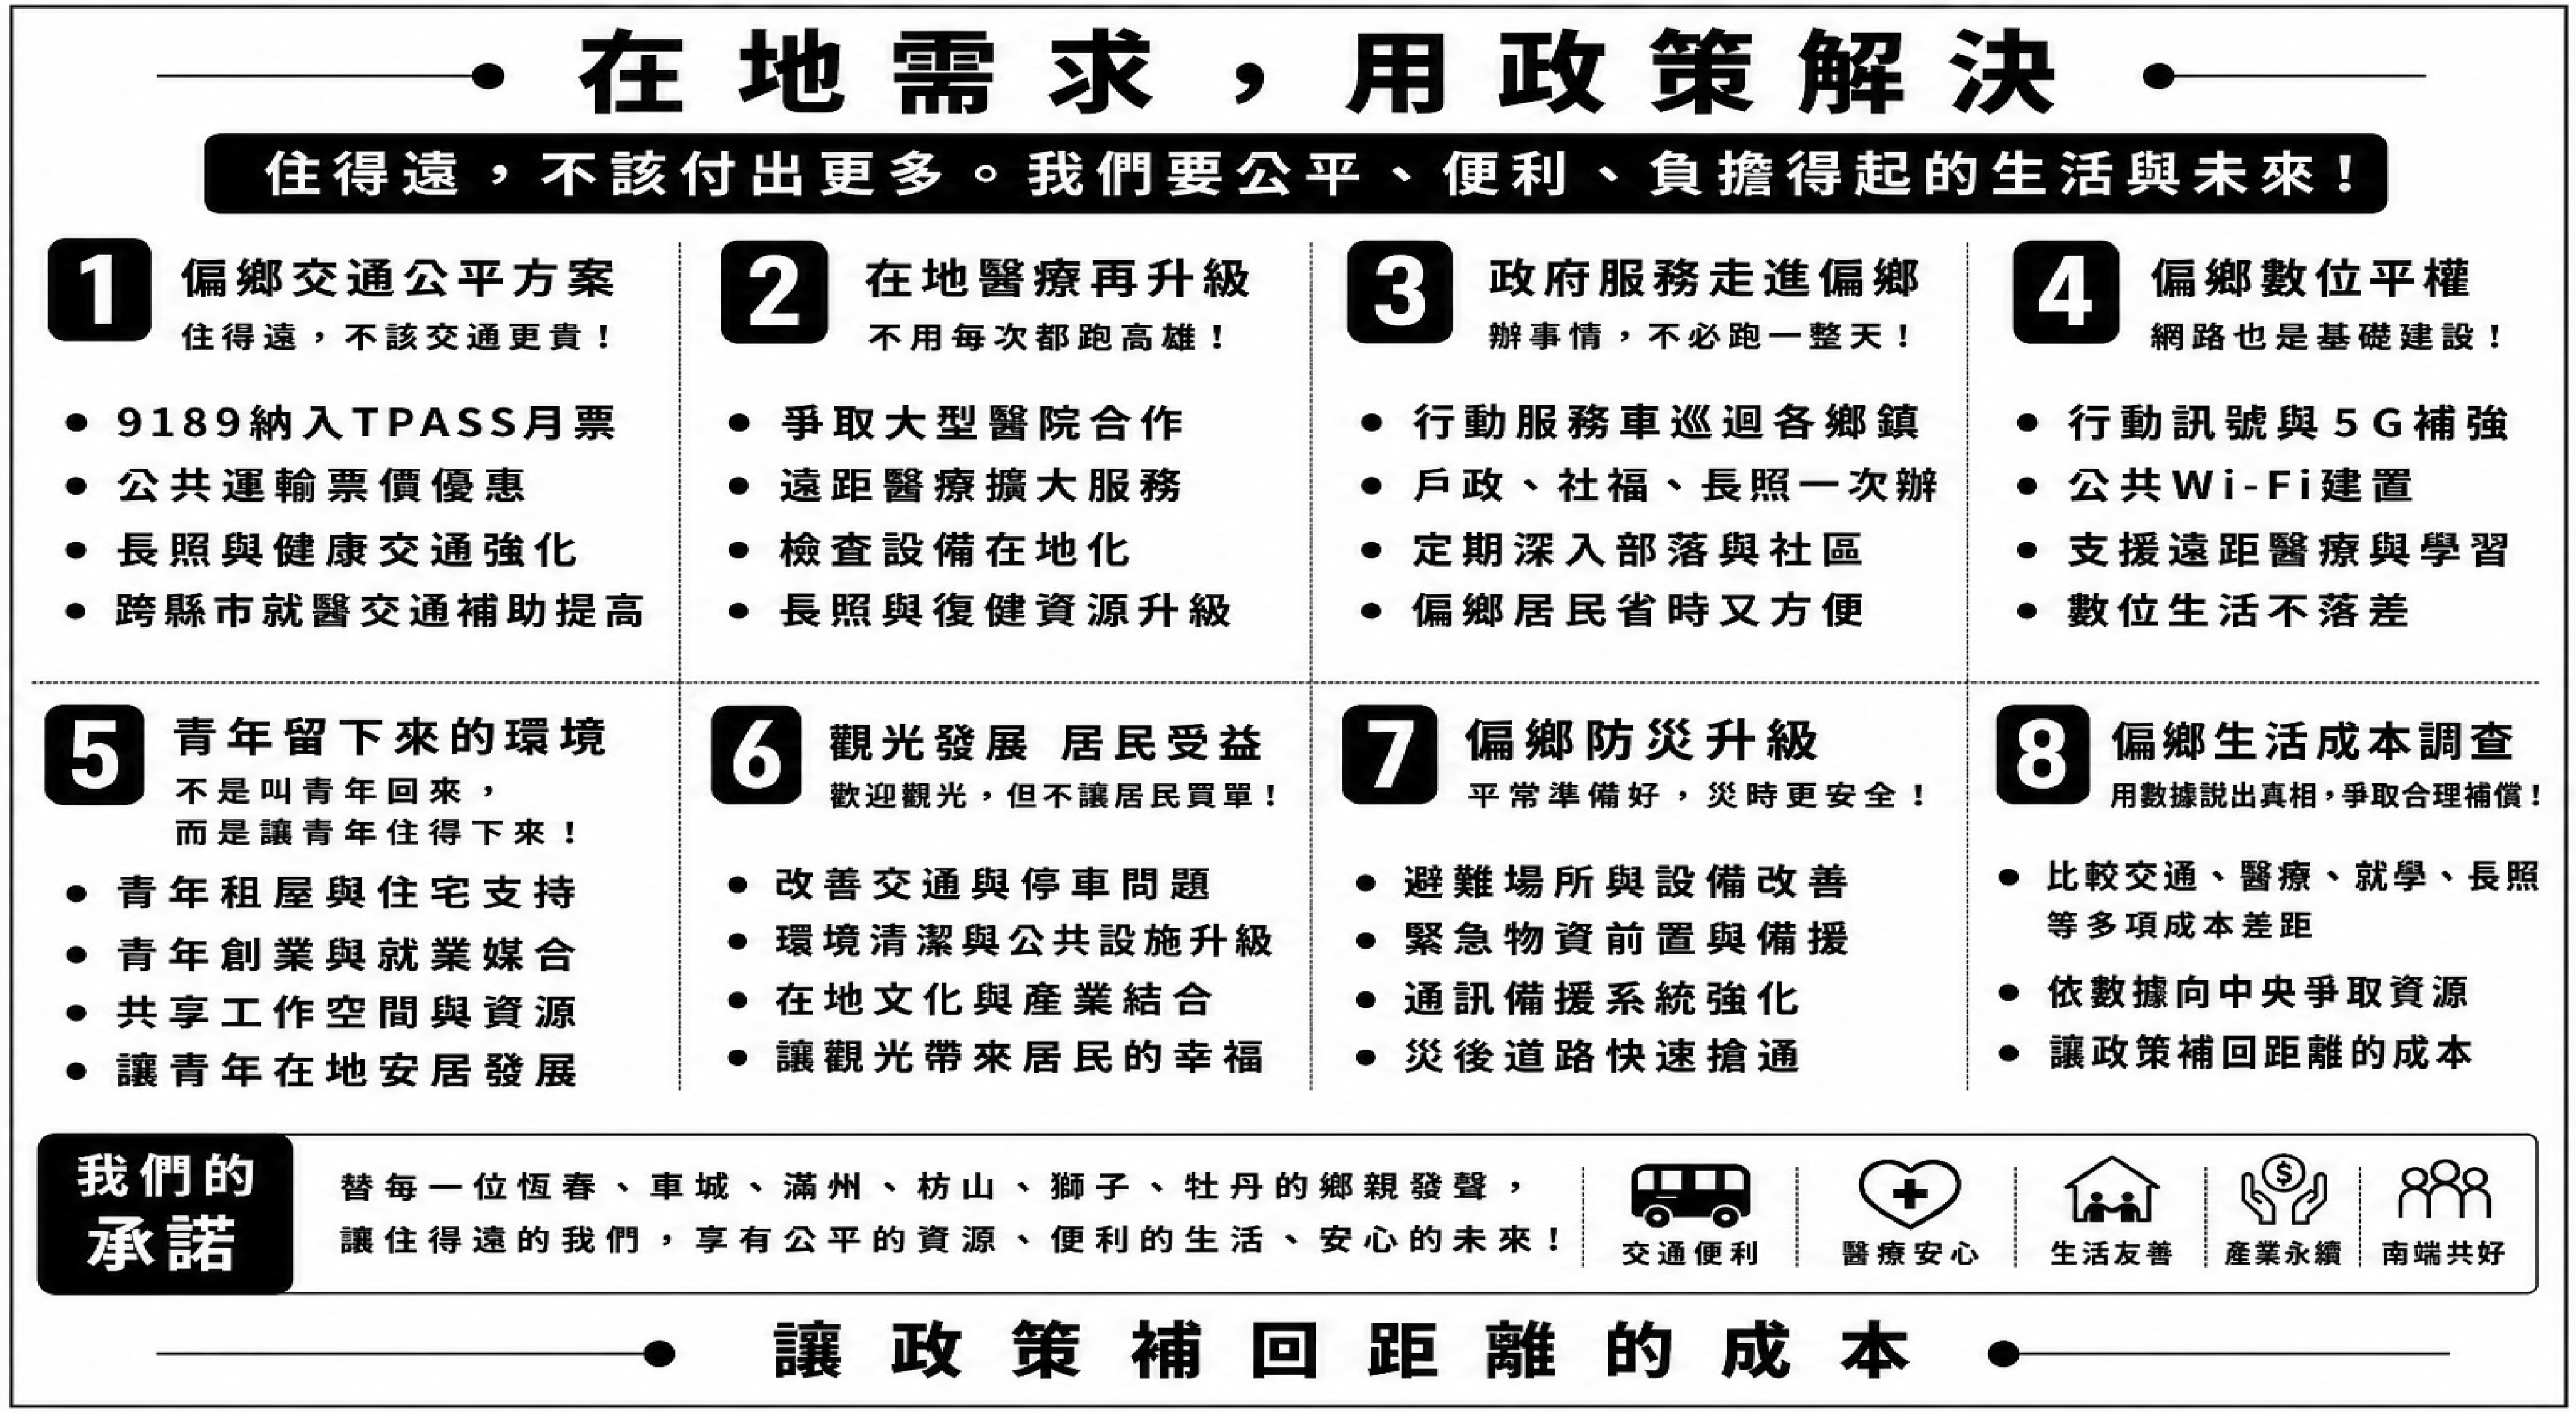 在地需求，用政策解決
住得遠，不該付出更多。我們要公平、便利、負擔得起的生活與未來！
1
偏鄉交通公平方案
住得遠，不該交通更貴！
● 9189納入TPASS月票
● 公共運輸票價優惠
● 長照與健康交通強化
● 跨縣市就醫交通補助提高
2
在地醫療再升級
不用每次都跑高雄！
● 爭取大型醫院合作
● 遠距醫療擴大服務
● 檢查設備在地化
● 長照與復健資源升級
3
政府服務走進偏鄉
辦事情，不必跑一整天！
● 行動服務車巡迴各鄉鎮
● 戶政、社福、長照一次辦
● 定期深入部落與社區
● 偏鄉居民省時又方便
4
偏鄉數位平權
網路也是基礎建設！
● 行動訊號與5G補強
● 公共Wi-Fi建置
● 支援遠距醫療與學習
● 數位生活不落差
5
青年留下來的環境
不是叫青年回來，
而是讓青年住得下來！
● 青年租屋與住宅支持
● 青年創業與就業媒合
● 共享工作空間與資源
● 讓青年在地安居發展
6
觀光發展 居民受益
歡迎觀光，但不讓居民買單！
● 改善交通與停車問題
● 環境清潔與公共設施升級
● 在地文化與產業結合
● 讓觀光帶來居民的幸福
7
偏鄉防災升級
平常準備好，災時更安全！
● 避難場所與設備改善
● 緊急物資前置與備援
● 通訊備援系統強化
● 災後道路快速搶通
8
偏鄉生活成本調查
用數據說出真相，爭取合理補償！
● 比較交通、醫療、就學、長照
等多項成本差距
● 依數據向中央爭取資源
● 讓政策補回距離的成本
我們的
承諾
替每一位恆春、車城、滿州、枋山、獅子、牡丹的鄉親發聲，
讓住得遠的我們，享有公平的資源、便利的生活、安心的未來！
交通便利
醫療安心
生活友善
$
產業永續
南端共好
讓政策補回距離的成本